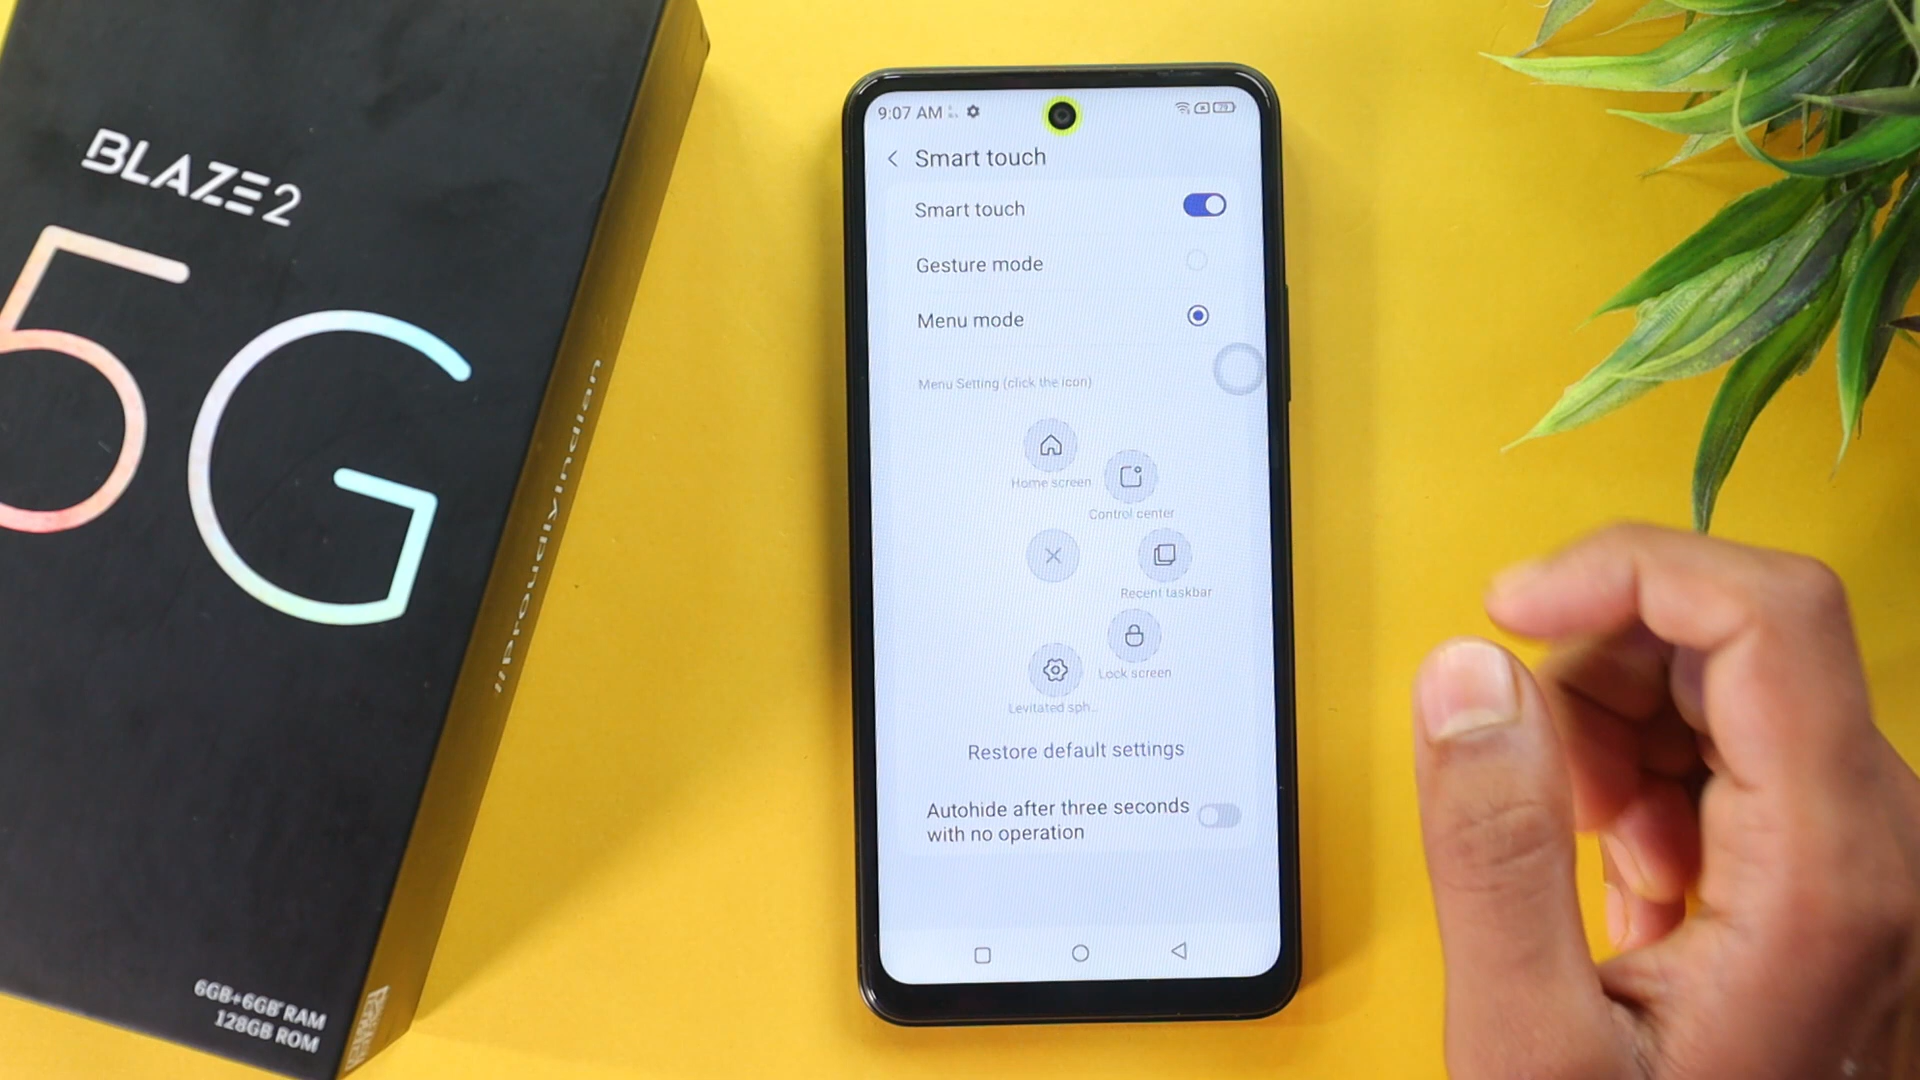 BLAZE 2
5G
#ProudlyIndian
6GB+6GB* RAM
128GB ROM
9:07 AM
Smart touch
Smart touch
Gesture mode
Menu mode
Menu Setting (click the icon)
Home screen
Control center
Recent taskbar
Lock screen
Levitated sph...
Restore default settings
Autohide after three seconds
with no operation